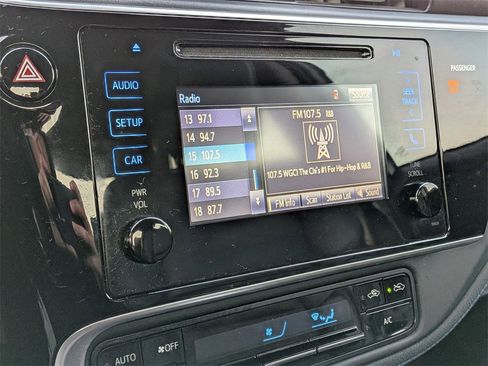 PASSENGER
AUDIO
SETUP
CAR
PWR
VOL
Radio
Source
13 97.1
14 94.7
15 107.5
16 92.3
17 89.5
18 87.7
FM107.5 R&B
107.5 WGCI The Chi's #1 For Hip-Hop & R&B
FM Info
Scan
Station List
Sound
SEEK
TRACK
TUNE
SCROLL
AUTO
OFF
A/C